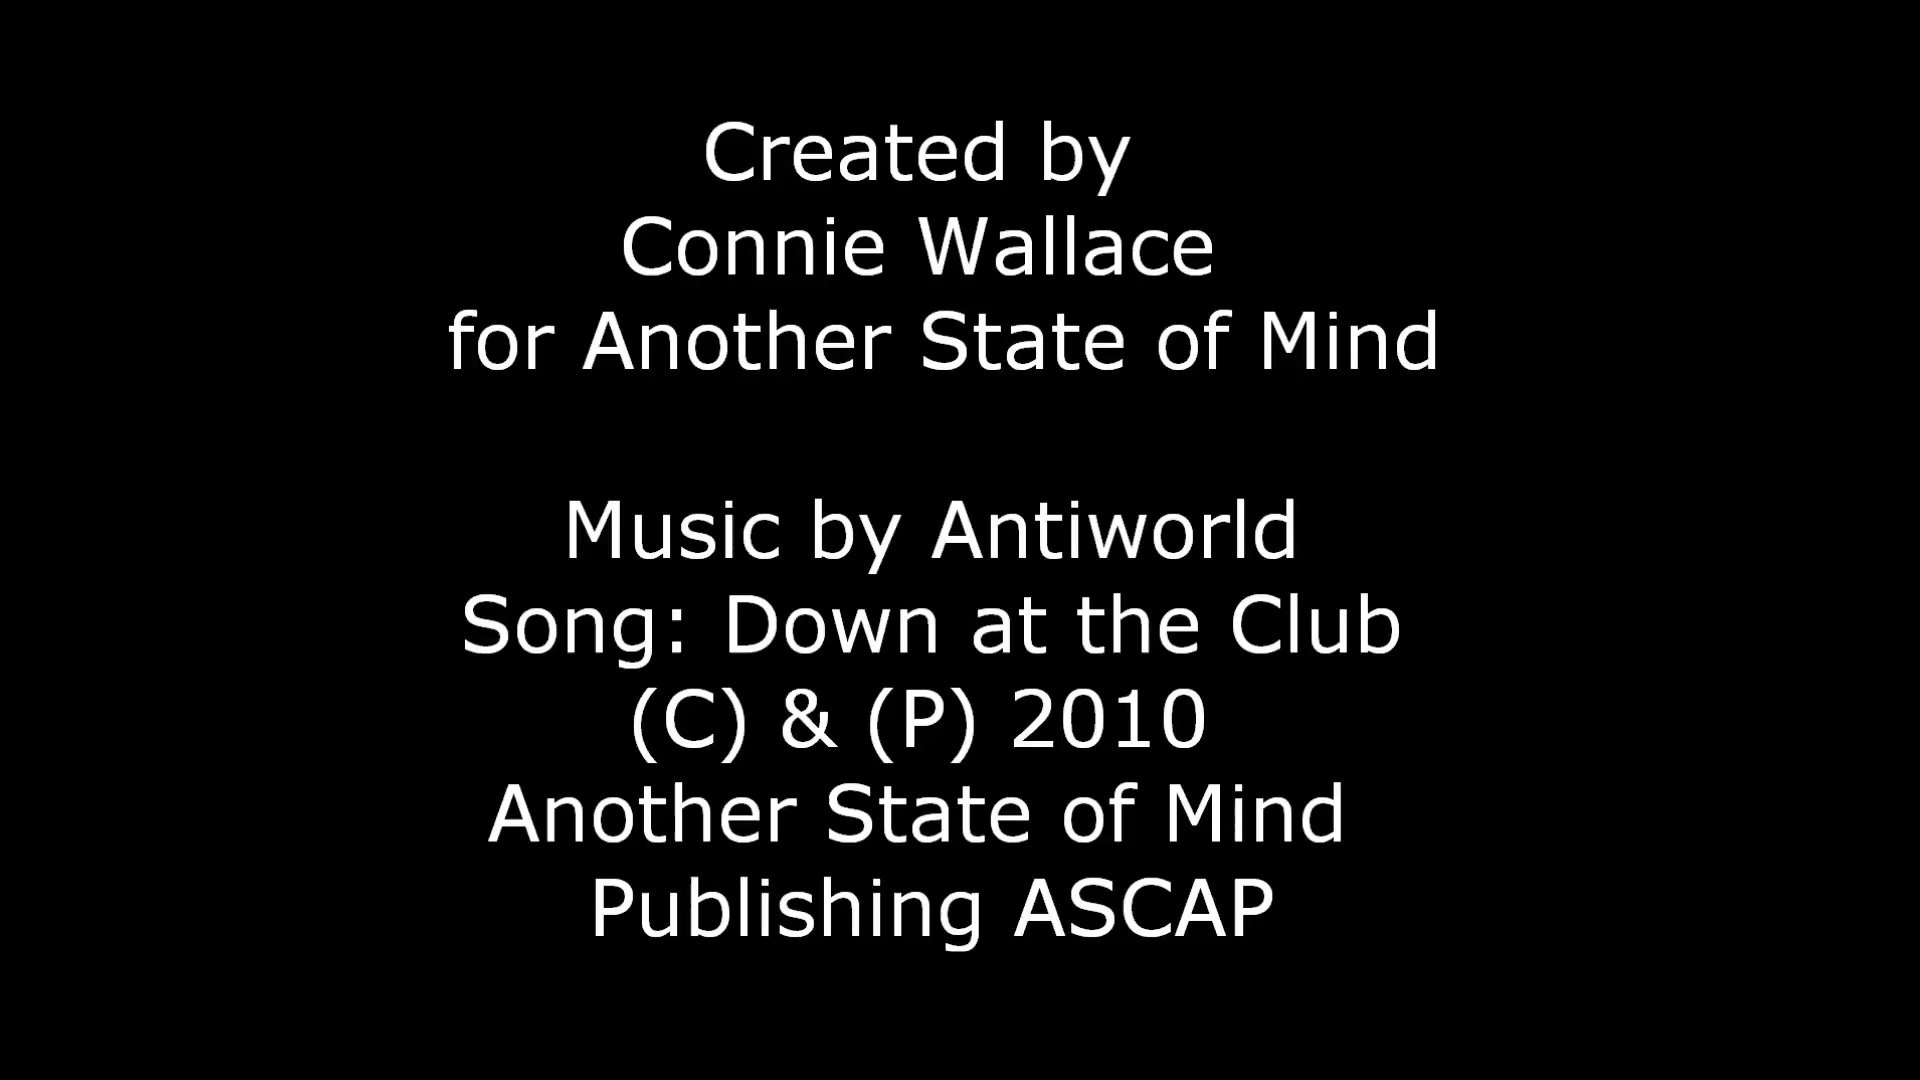 Created by
Connie Wallace
for Another State of Mind
Music by Antiworld
Song: Down at the Club
(C) & (P) 2010
Another State of Mind
Publishing ASCAP